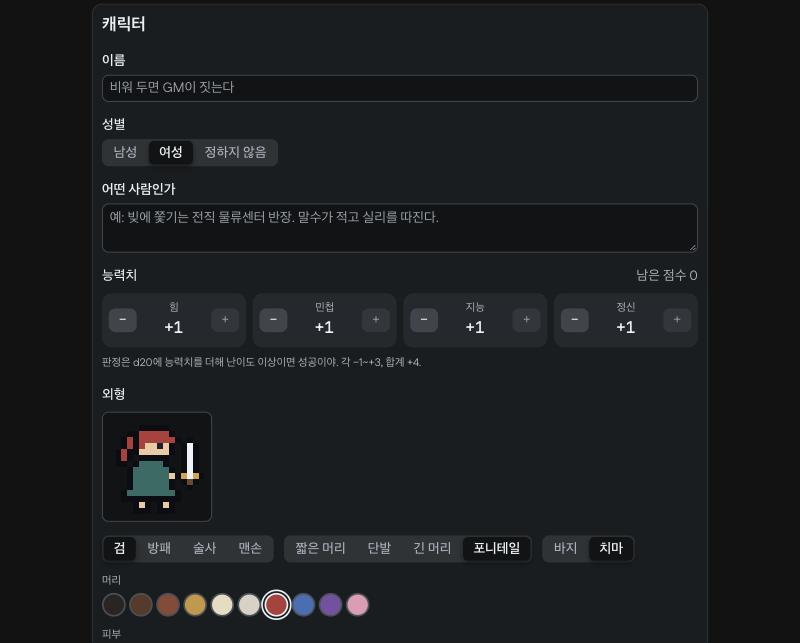 캐릭터
이름
비워 두면 GM이 짓는다
성별
남성 여성 정하지 않음
어떤 사람인가
예: 빚에 쫓기는 전직 물류센터 반장. 말수가 적고 실리를 따진다.
능력치 남은 점수 0
힘 민첩 지능 정신
− +1 + − +1 + − +1 + − +1 +
판정은 d20에 능력치를 더해 난이도 이상이면 성공이야. 각 −1~+3, 합계 +4.
외형
검 방패 술사 맨손 짧은 머리 단발 긴 머리 포니테일 바지 치마
머리
피부